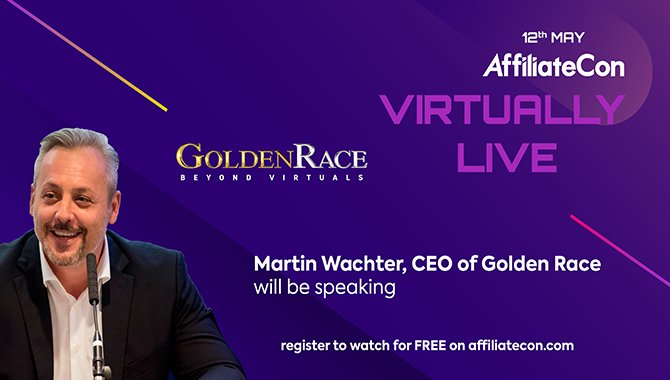 12th MAY
AffiliateCon
VIRTUALLY
LIVE
GOLDENRACE
BEYOND VIRTUALS
Martin Wachter, CEO of Golden Race
will be speaking
register to watch for FREE on affiliatecon.com